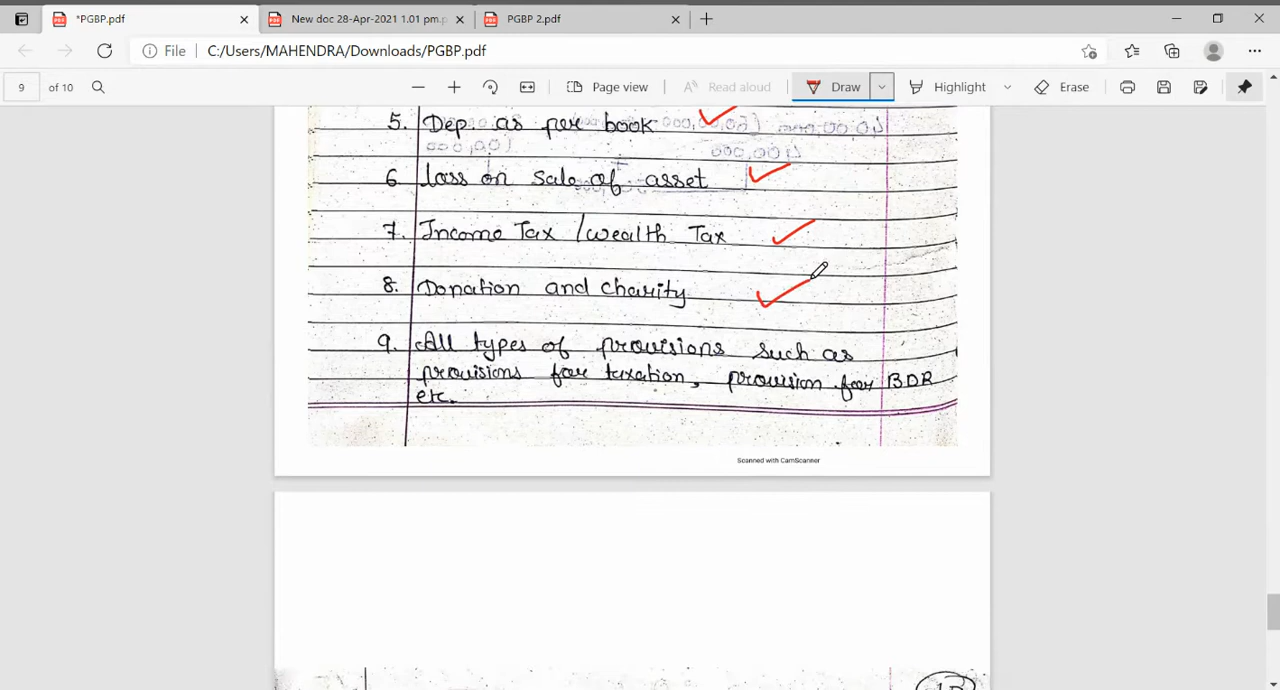 *PGBP.pdf
New doc 28-Apr-2021 1.01 pm.p
PGBP 2.pdf
File C:/Users/MAHENDRA/Downloads/PGBP.pdf
9 of 10
Page view
Read aloud
Draw
Highlight
Erase
5. Dep. as per book
6. loss on sale of asset
7. Income Tax / wealth Tax
8. Donation and charity
9. All types of provisions such as
provisions for taxation, provision for BDR
etc.
Scanned with CamScanner